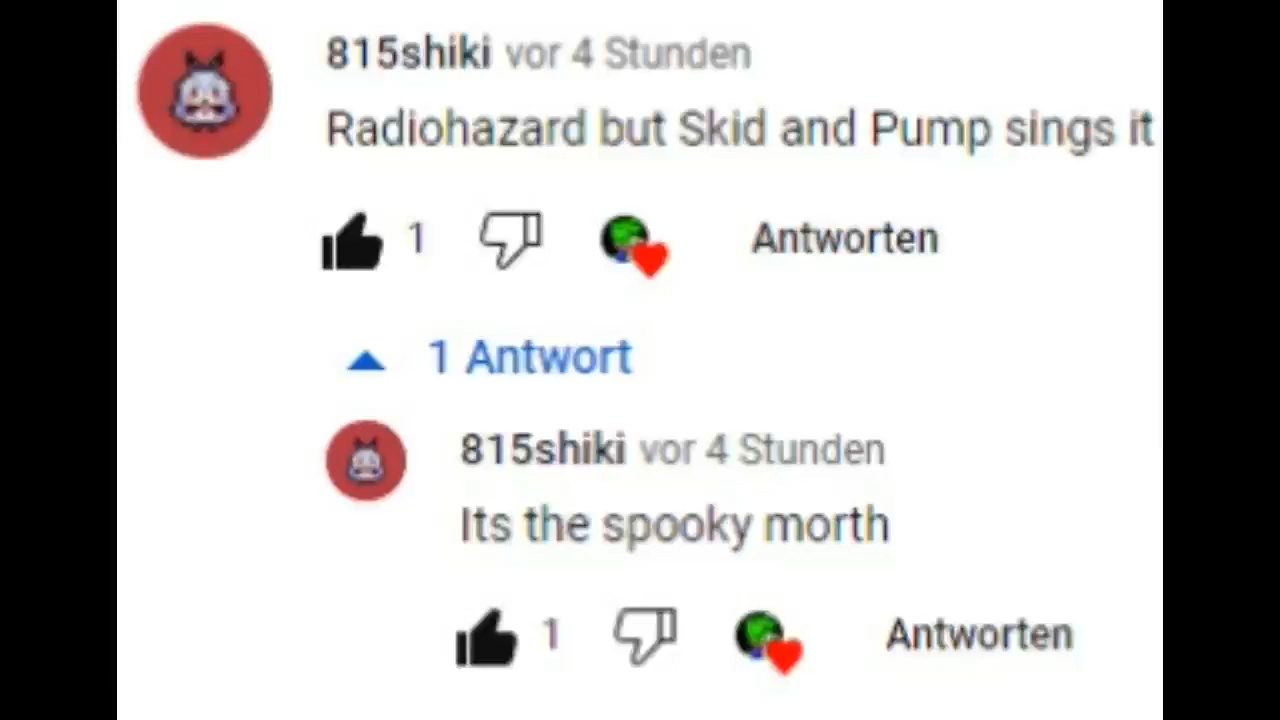 815shiki vor 4 Stunden
Radiohazard but Skid and Pump sings it
1 Antworten
1 Antwort
815shiki vor 4 Stunden
Its the spooky morth
1 Antworten